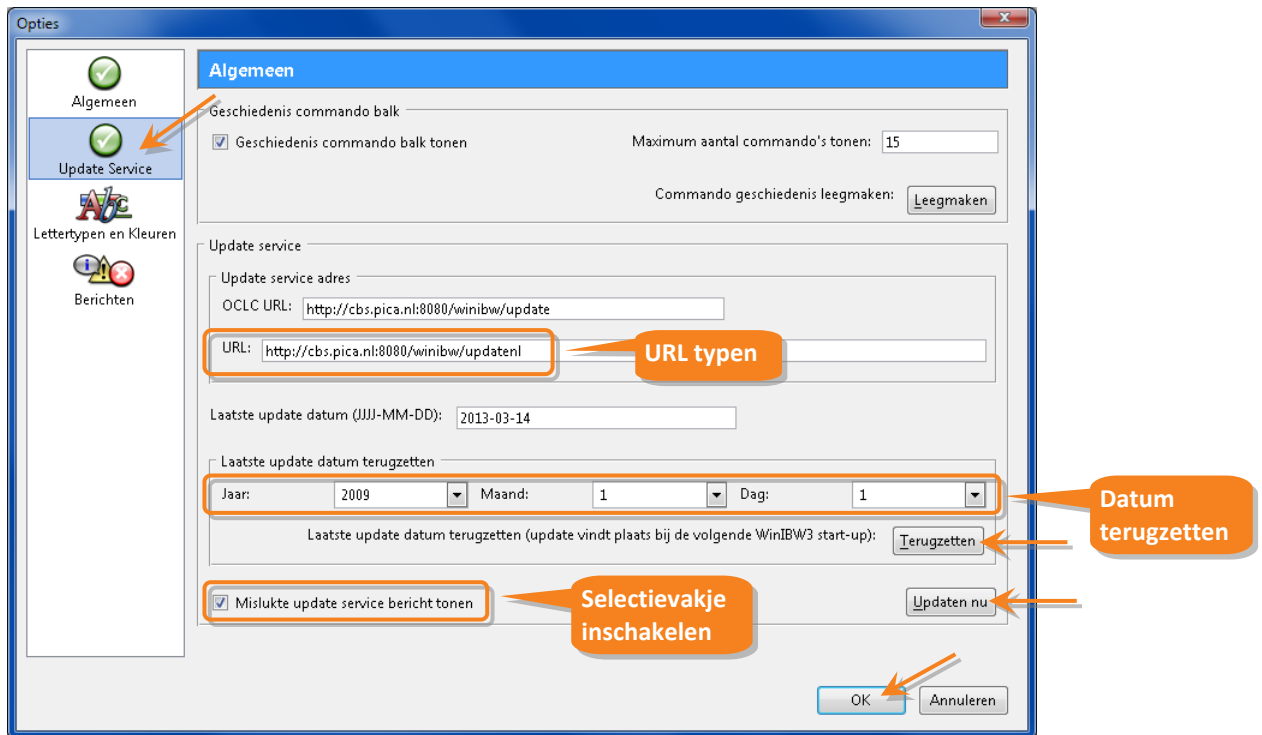 Opties
Algemeen
Update Service
Lettertypen en Kleuren
Berichten
Algemeen
Geschiedenis commando balk
Geschiedenis commando balk tonen
Maximum aantal commando's tonen: 15
Commando geschiedenis leegmaken: Leegmaken
Update service
Update service adres
OCLC URL: http://cbs.pica.nl:8080/winibw/update
URL: http://cbs.pica.nl:8080/winibw/updatenl
URL typen
Laatste update datum (JJJJ-MM-DD): 2013-03-14
Laatste update datum terugzetten
Jaar: 2009 Maand: 1 Dag: 1
Datum
terugzetten
Laatste update datum terugzetten (update vindt plaats bij de volgende WinIBW3 start-up): Terugzetten
Mislukte update service bericht tonen
Selectievakje
inschakelen
Updaten nu
OK Annuleren